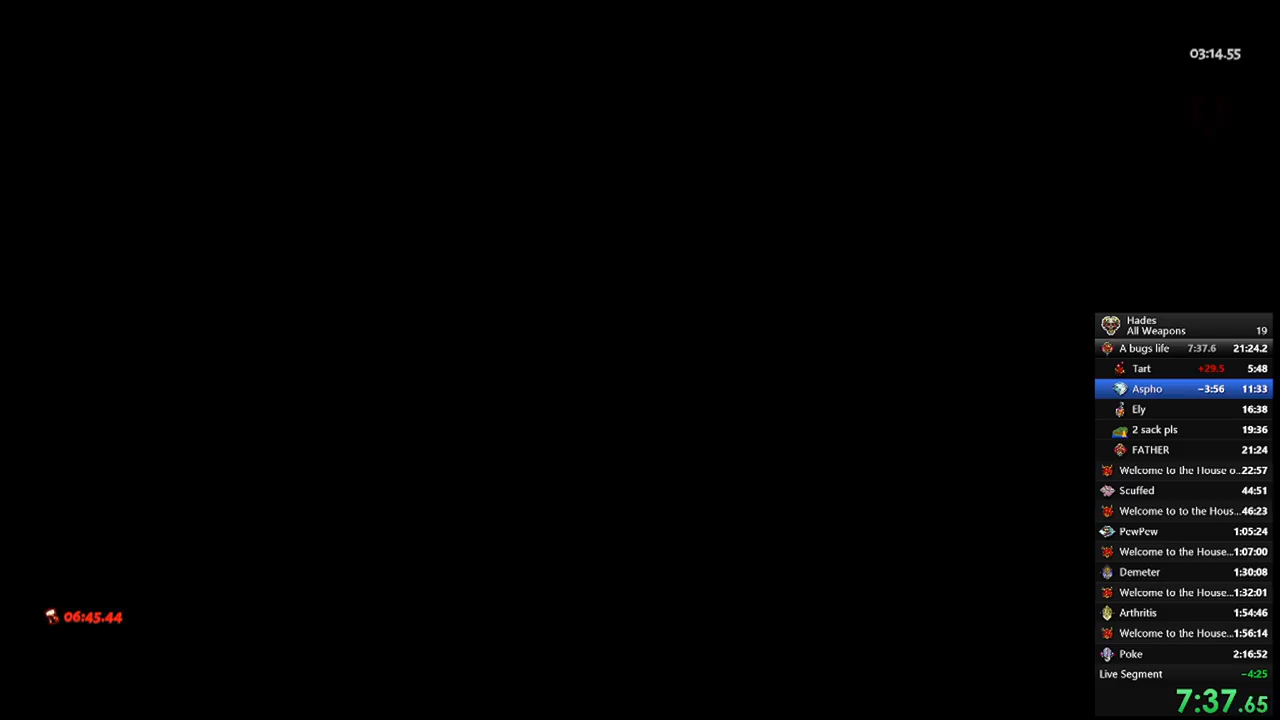 03:14.55
Hades
All Weapons 19
A bugs life 7:37.6 21:24.2
Tart +29.5 5:48
Aspho −3:56 11:33
Ely 16:38
2 sack pls 19:36
FATHER 21:24
Welcome to the House o...22:57
Scuffed 44:51
Welcome to to the Hous...46:23
PewPew 1:05:24
Welcome to the House...1:07:00
Demeter 1:30:08
Welcome to the House...1:32:01
Arthritis 1:54:46
06:45.44
Welcome to the House...1:56:14
Poke 2:16:52
Live Segment −4:25
7:37.65